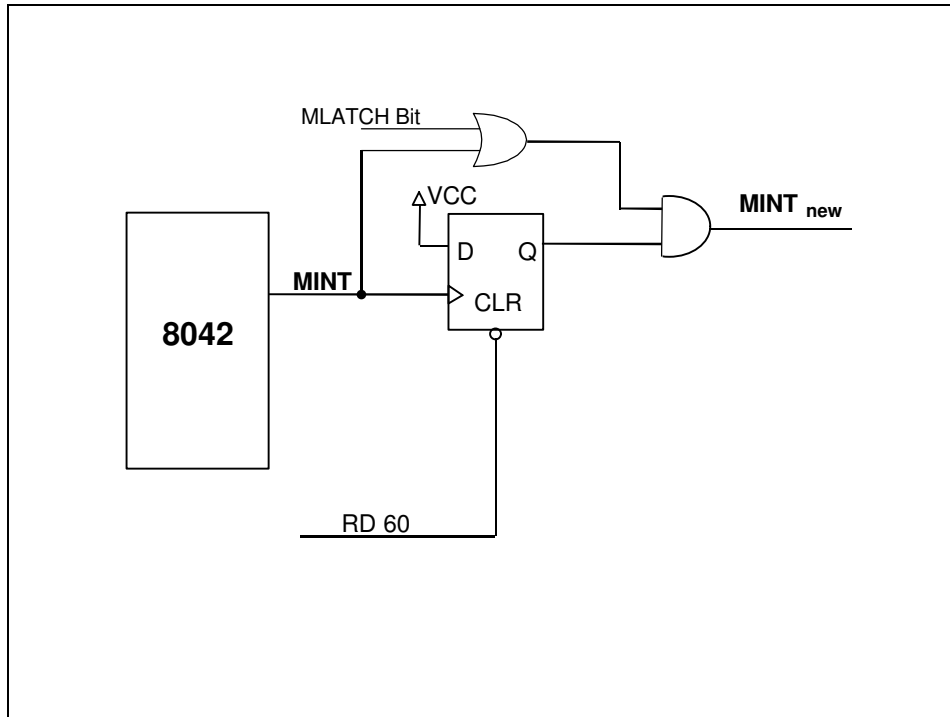 MLATCH Bit
VCC
MINT new
D Q
MINT
CLR
8042
RD 60